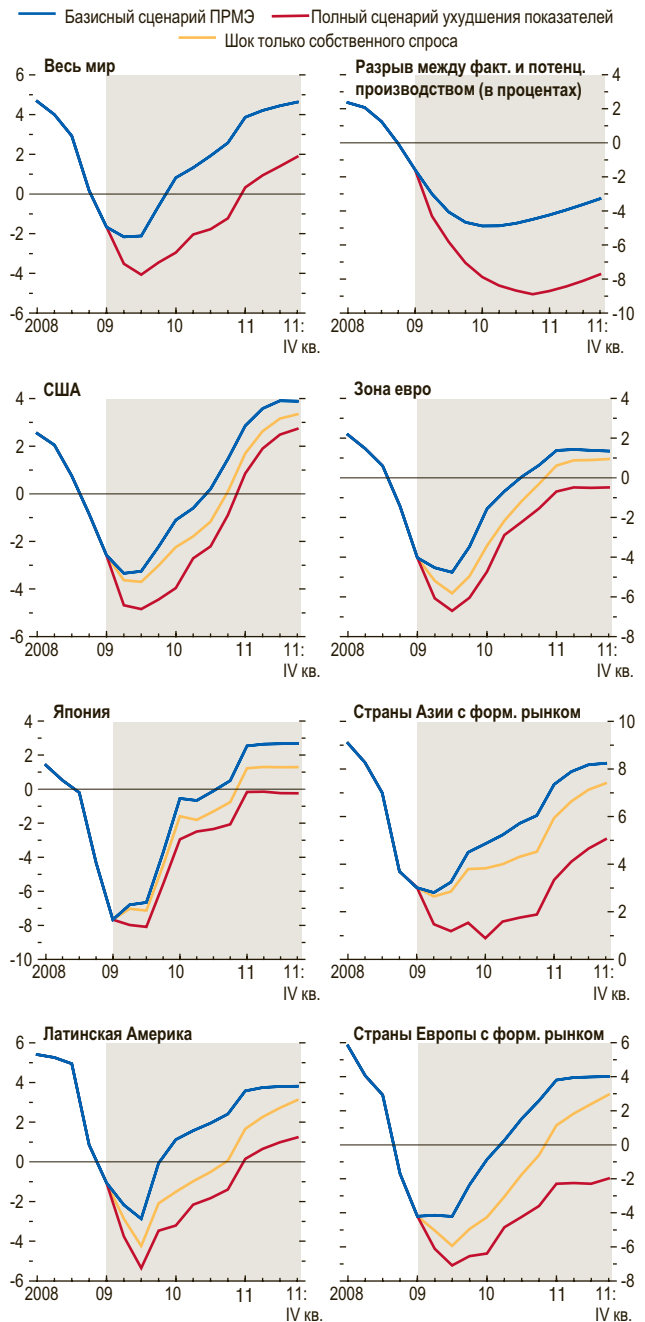 Базисный сценарий ПРМЭ Полный сценарий ухудшения показателей
Шок только собственного спроса
Весь мир
6
4
2
0
-2
-4
-6
2008 09 10 11 11:
IV кв.
Разрыв между факт. и потенц.
производством (в процентах)
4
2
0
-2
-4
-6
-8
-10
2008 09 10 11 11:
IV кв.
США
4
2
0
-2
-4
-6
2008 09 10 11 11:
IV кв.
Зона евро
4
2
0
-2
-4
-6
-8
2008 09 10 11 11:
IV кв.
Япония
4
2
0
-2
-4
-6
-8
-10
2008 09 10 11 11:
IV кв.
Страны Азии с форм. рынком
10
8
6
4
2
0
2008 09 10 11 11:
IV кв.
Латинская Америка
6
4
2
0
-2
-4
-6
2008 09 10 11 11:
IV кв.
Страны Европы с форм. рынком
6
4
2
0
-2
-4
-6
-8
2008 09 10 11 11:
IV кв.